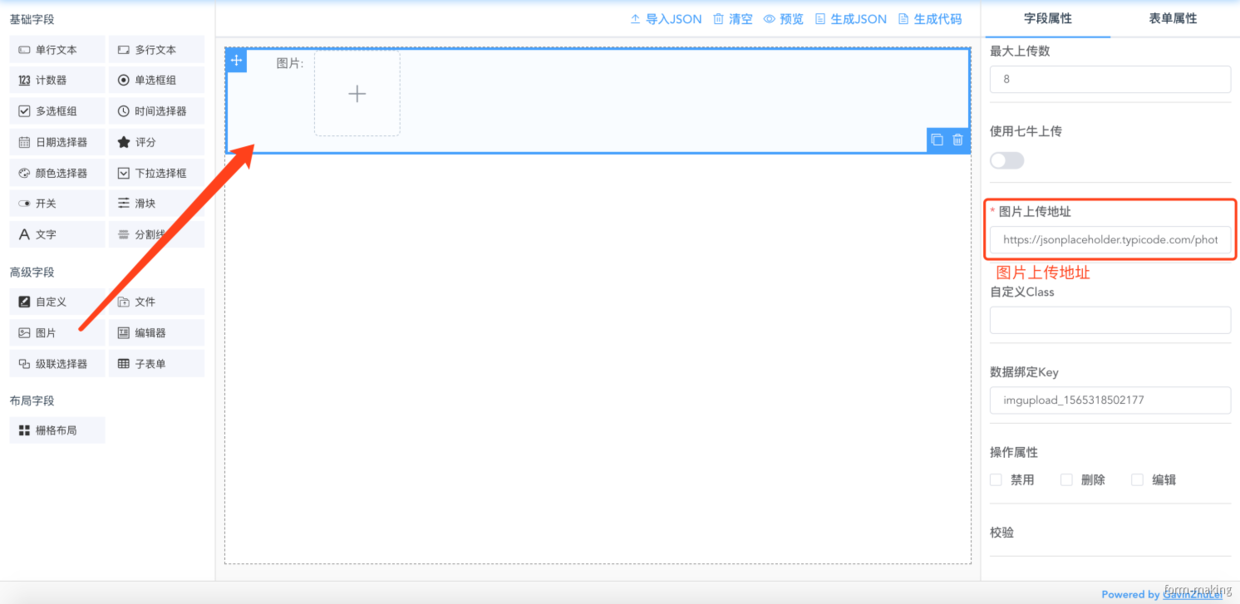 基础字段
单行文本
多行文本
123 计数器
单选框组
多选框组
时间选择器
日期选择器
评分
颜色选择器
下拉选择框
开关
滑块
A 文字
分割线
高级字段
自定义
文件
图片
编辑器
级联选择器
子表单
布局字段
栅格布局
导入JSON 清空 预览 生成JSON 生成代码
图片:
字段属性 表单属性
最大上传数
8
使用七牛上传
* 图片上传地址
https://jsonplaceholder.typicode.com/phot
图片上传地址
自定义Class
数据绑定Key
imgupload_1565318502177
操作属性
禁用 删除 编辑
校验
Powered by GavinZhuLei
form-making